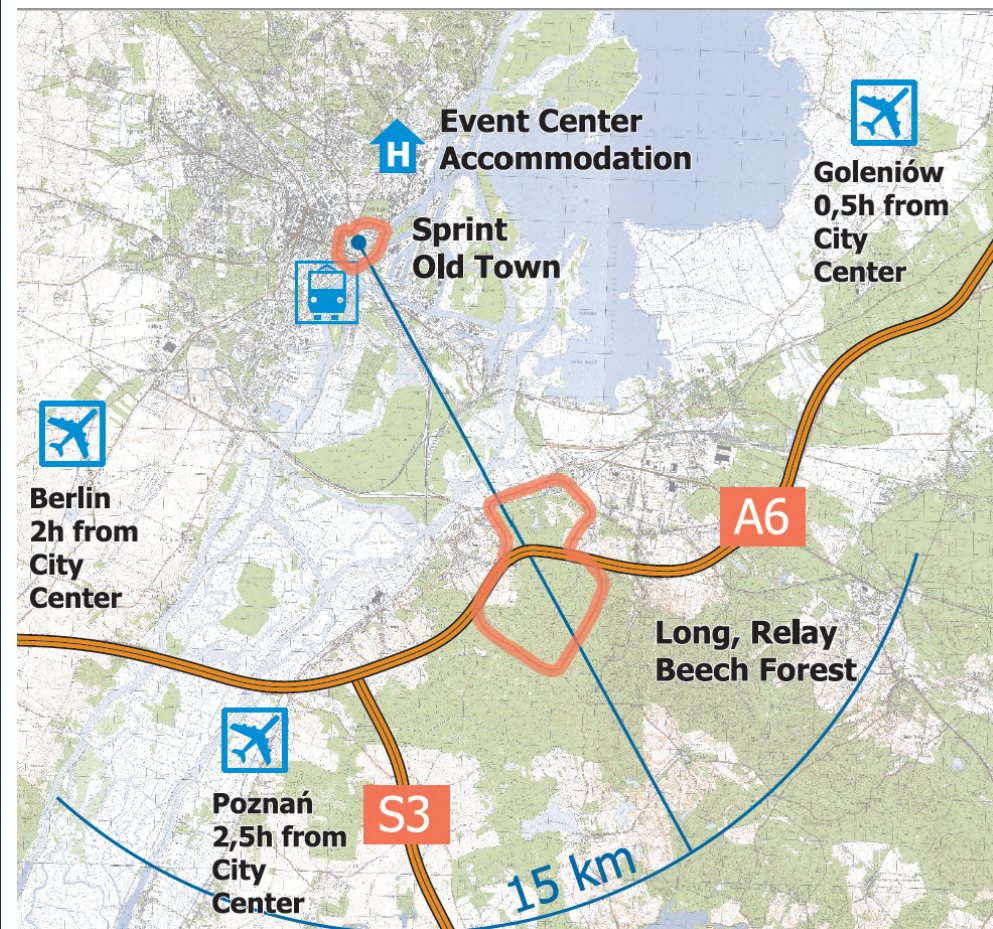 Event Center
Accommodation
H
Goleniów
0,5h from
City
Center
Sprint
Old Town
Berlin
2h from
City
Center
A6
Long, Relay
Beech Forest
Poznań
2,5h from
City
Center
S3
15 km